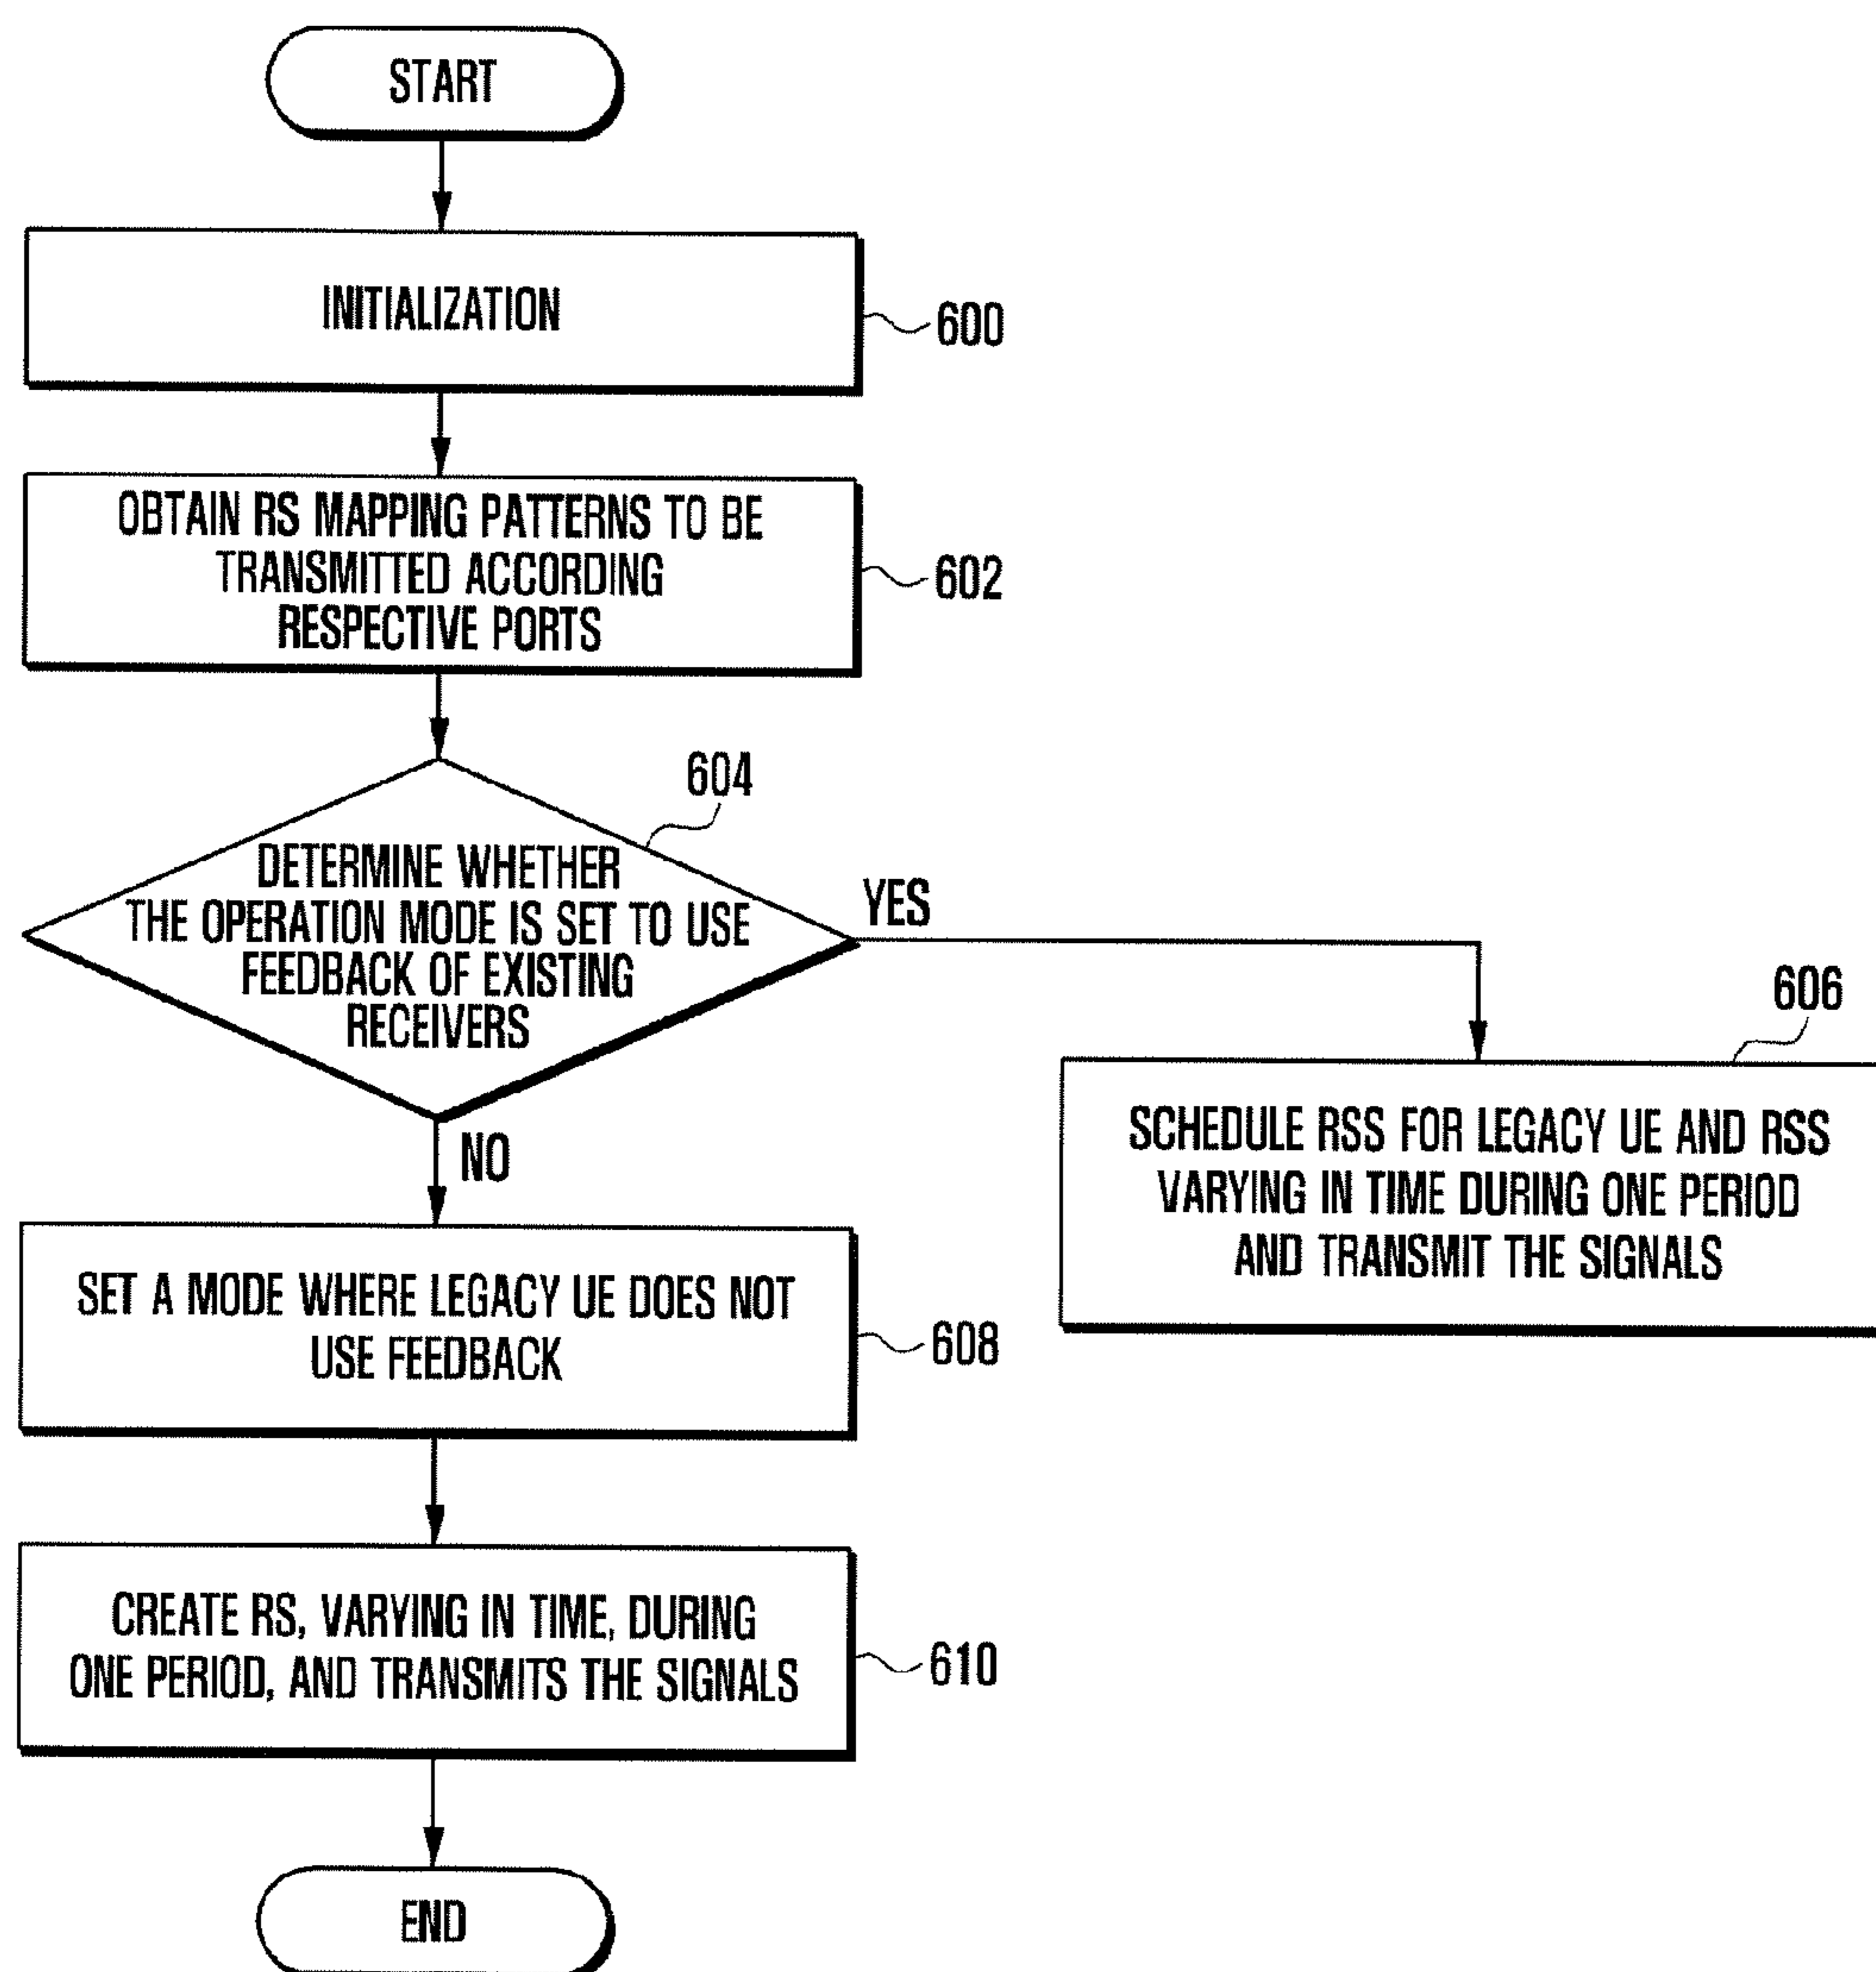 START
INITIALIZATION
600
OBTAIN RS MAPPING PATTERNS TO BE
TRANSMITTED ACCORDING
RESPECTIVE PORTS
602
604
DETERMINE WHETHER
THE OPERATION MODE IS SET TO USE
FEEDBACK OF EXISTING
RECEIVERS
YES
606
SCHEDULE RSS FOR LEGACY UE AND RSS
VARYING IN TIME DURING ONE PERIOD
AND TRANSMIT THE SIGNALS
NO
SET A MODE WHERE LEGACY UE DOES NOT
USE FEEDBACK
608
CREATE RS, VARYING IN TIME, DURING
ONE PERIOD, AND TRANSMITS THE SIGNALS
610
END